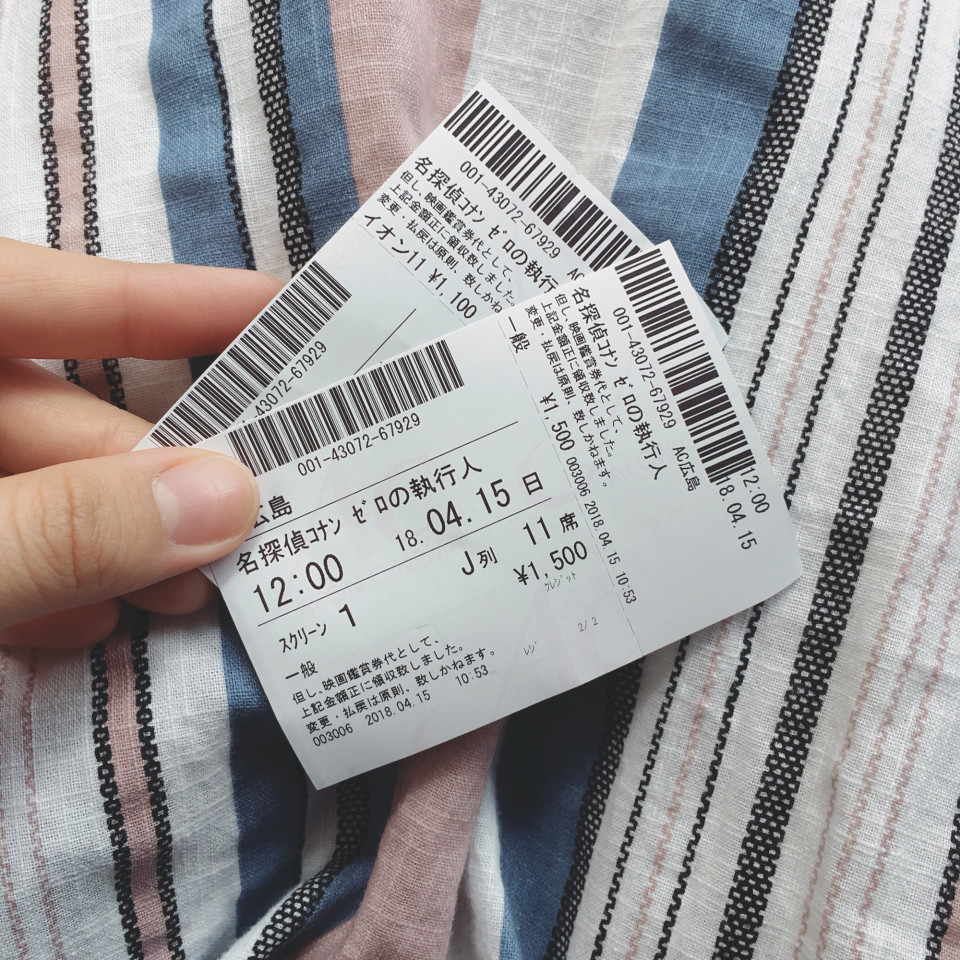 001-43072-67929
名探偵コナン ゼロの執行
但し、映画鑑賞券代として、
上記金額正に領収致しました。
変更・払戻は原則、致しかね
イオン11 ¥1,100
43072-67929
001-43072-67929
広島
名探偵コナン ゼロの執行人
12:00 18.04.15 日
スクリーン 1 J列 11席
一般 ¥1,500
クレジット
但し、映画鑑賞券代として、
上記金額正に領収致しました。
変更・払戻は原則、致しかねます。
003006 2018.04.15 10:53
2/2
001-43072-67929 AC広島
名探偵コナン ゼロの執行人
12:00
18.04.15
但し、映画鑑賞券代として、
上記金額正に領収致しました。
変更・払戻は原則、致しかねます。
一般 ¥1,500 003006 2018.04.15 10:53